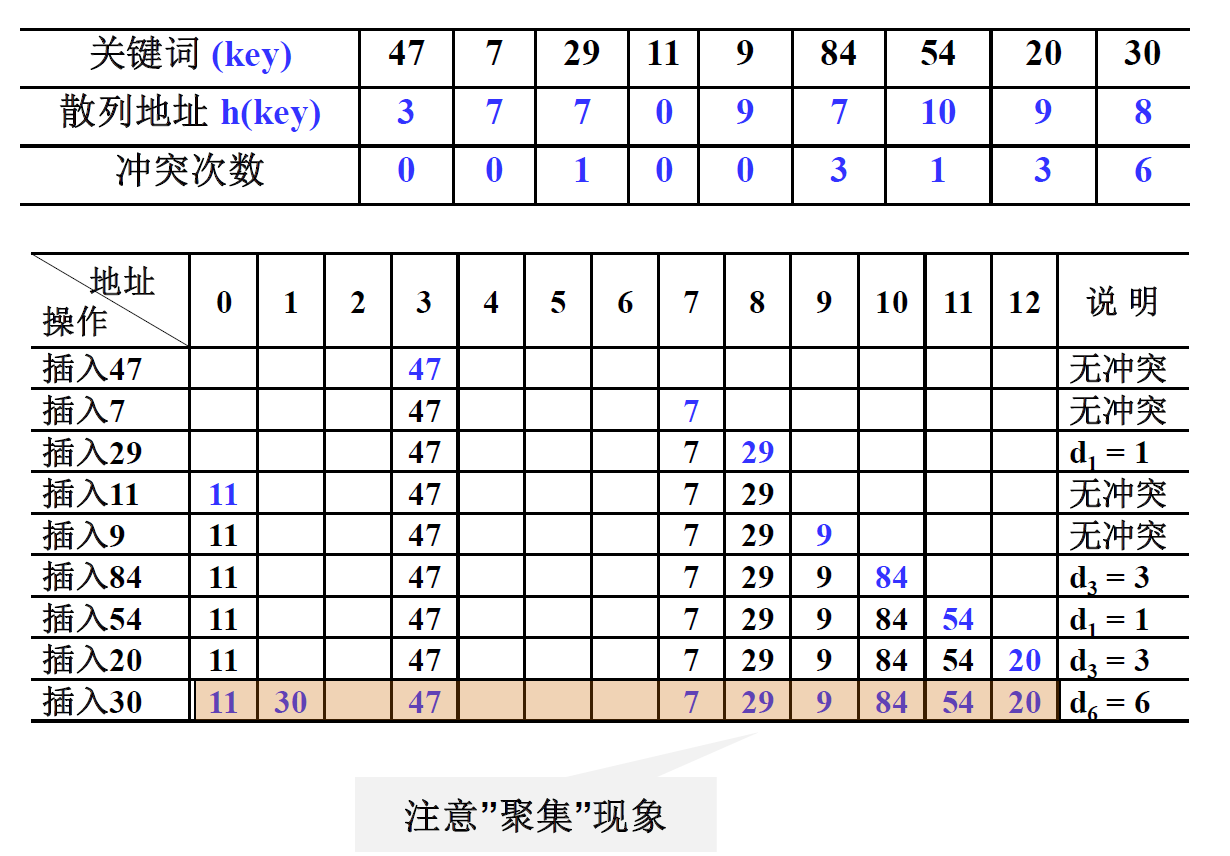 关键词 (key) 47 7 29 11 9 84 54 20 30
散列地址 h(key) 3 7 7 0 9 7 10 9 8
冲突次数 0 0 1 0 0 3 1 3 6
地址
操作
0 1 2 3 4 5 6 7 8 9 10 11 12 说 明
插入47 47 无冲突
插入7 47 7 无冲突
插入29 47 7 29 d1 = 1
插入11 11 47 7 29 无冲突
插入9 11 47 7 29 9 无冲突
插入84 11 47 7 29 9 84 d3 = 3
插入54 11 47 7 29 9 84 54 d1 = 1
插入20 11 47 7 29 9 84 54 20 d3 = 3
插入30 11 30 47 7 29 9 84 54 20 d6 = 6
注意”聚集”现象